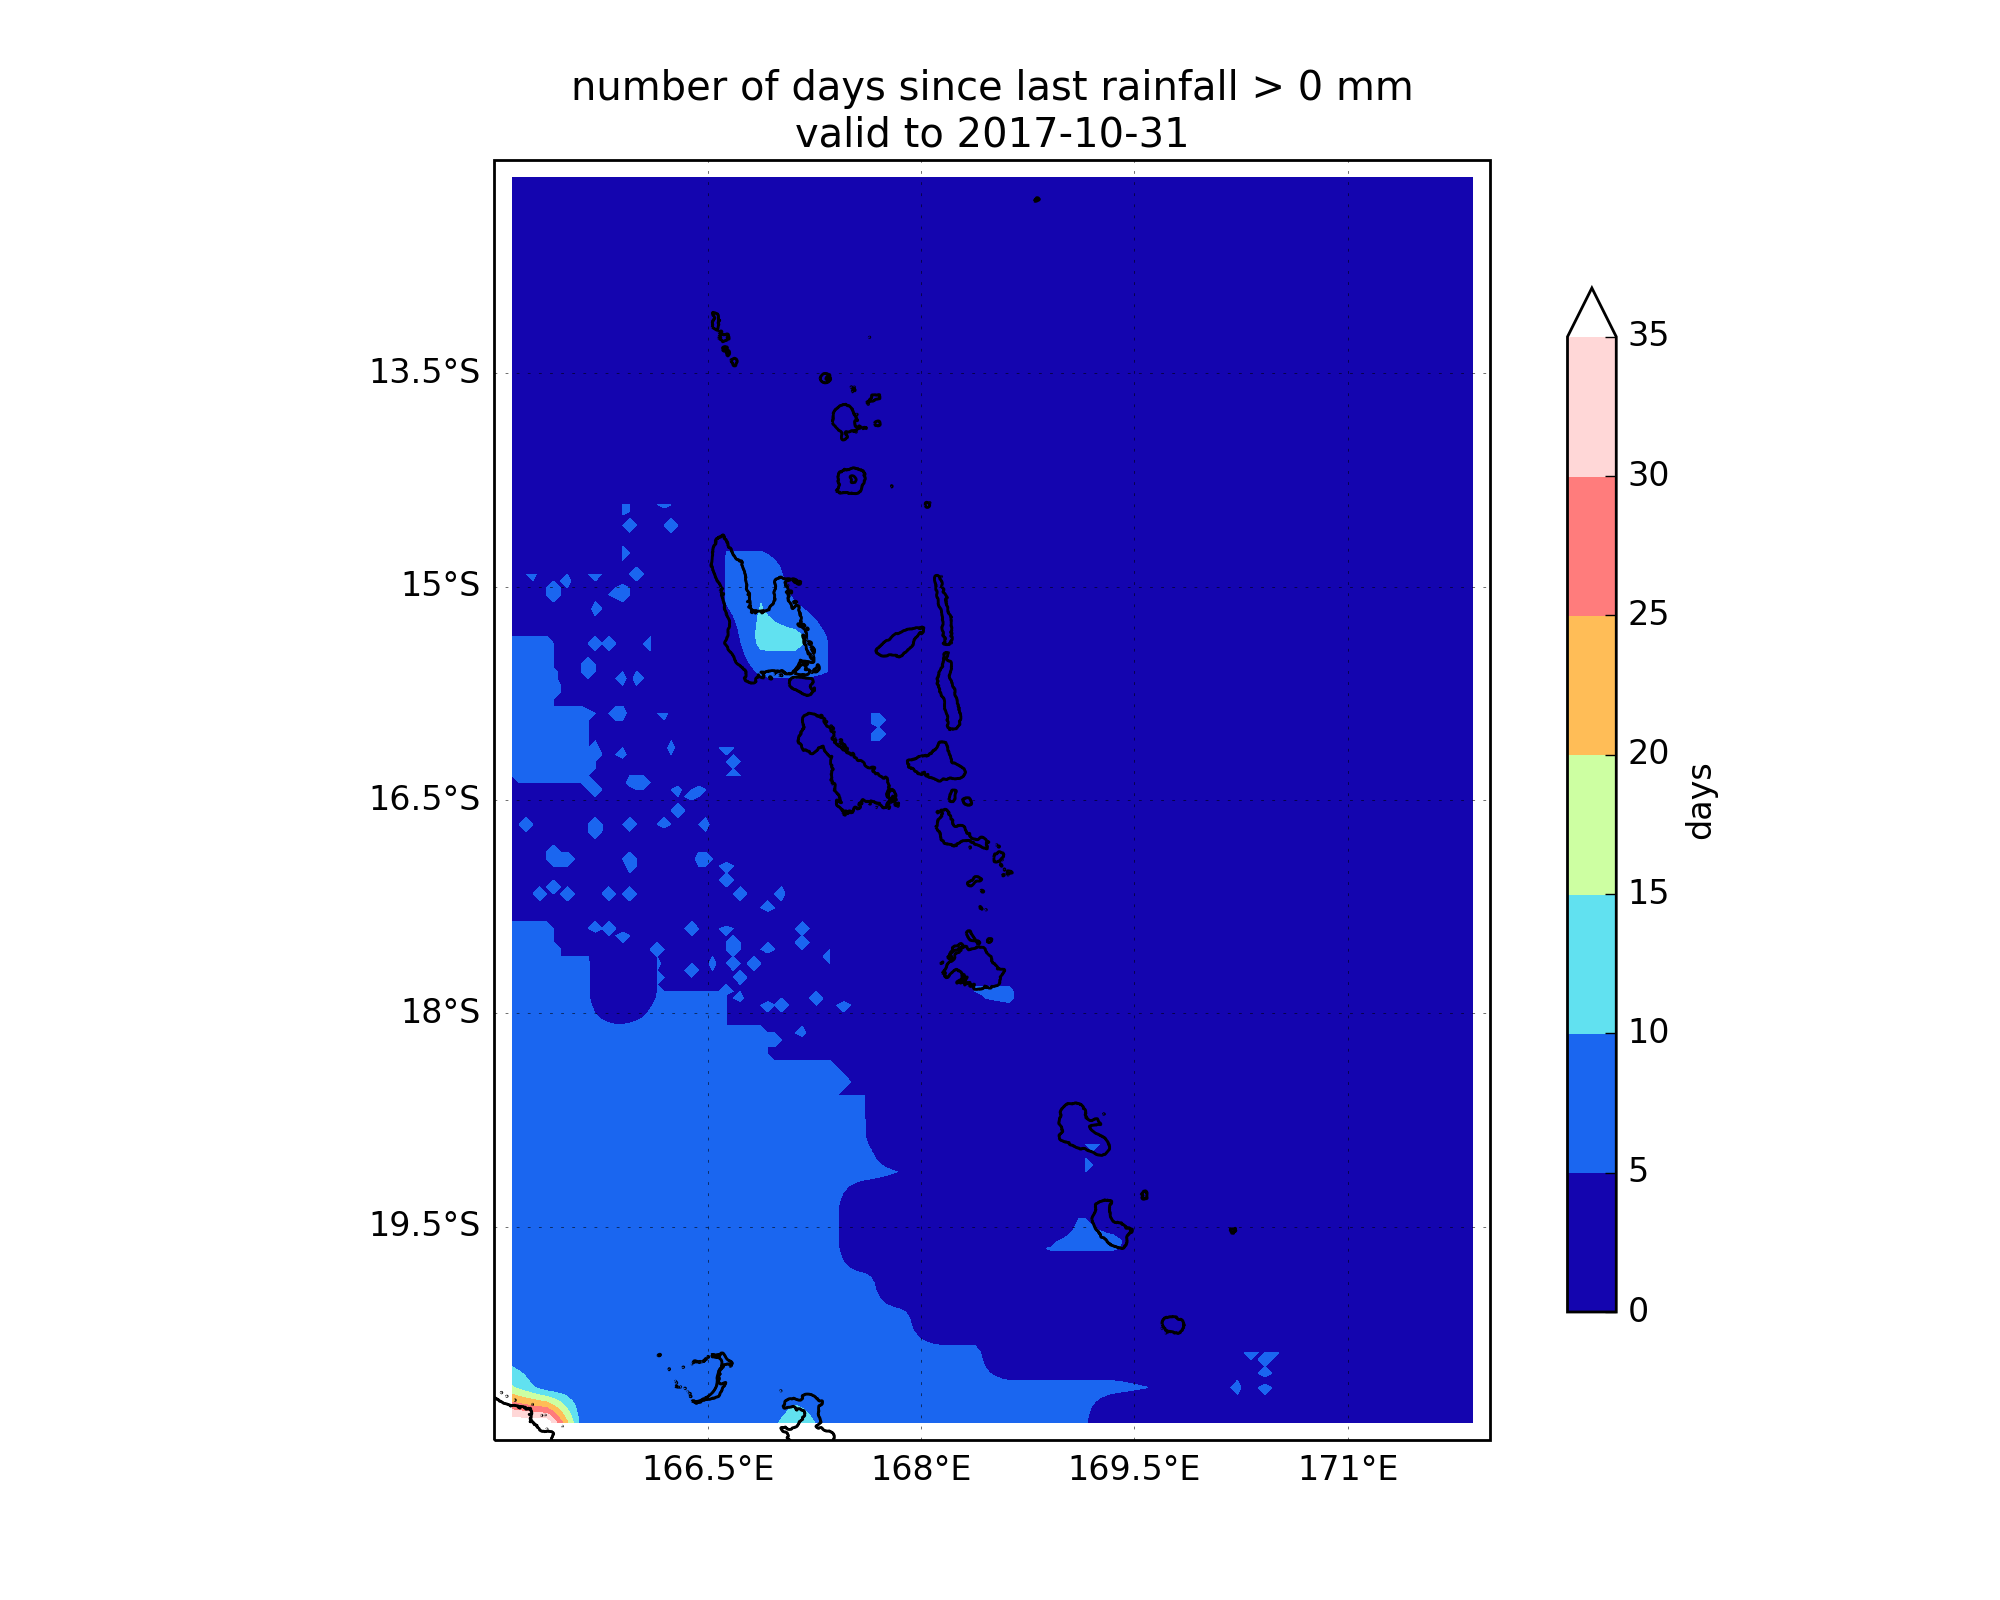 number of days since last rainfall > 0 mm
valid to 2017-10-31
13.5°S
15°S
16.5°S
18°S
19.5°S
166.5°E
168°E
169.5°E
171°E
35
30
25
20
15
10
5
0
days